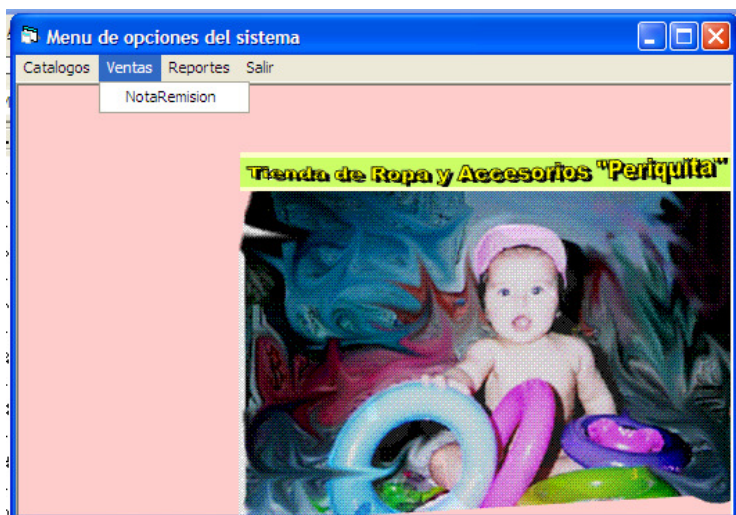 Menu de opciones del sistema
Catalogos Ventas Reportes Salir
NotaRemision
Tienda de Ropa y Accesorios "Periquita"